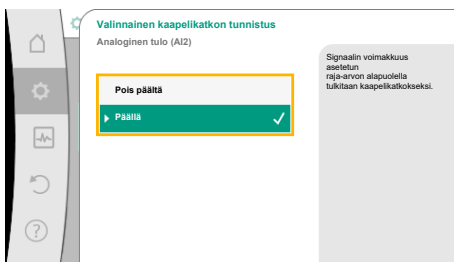 Valinnainen kaapelikatkon tunnistus
Analoginen tulo (AI2)
Pois päältä
Päällä
Signaalin voimakkuus
asetetun
raja-arvon alapuolella
tulkitaan kaapelikatkokseksi.
?